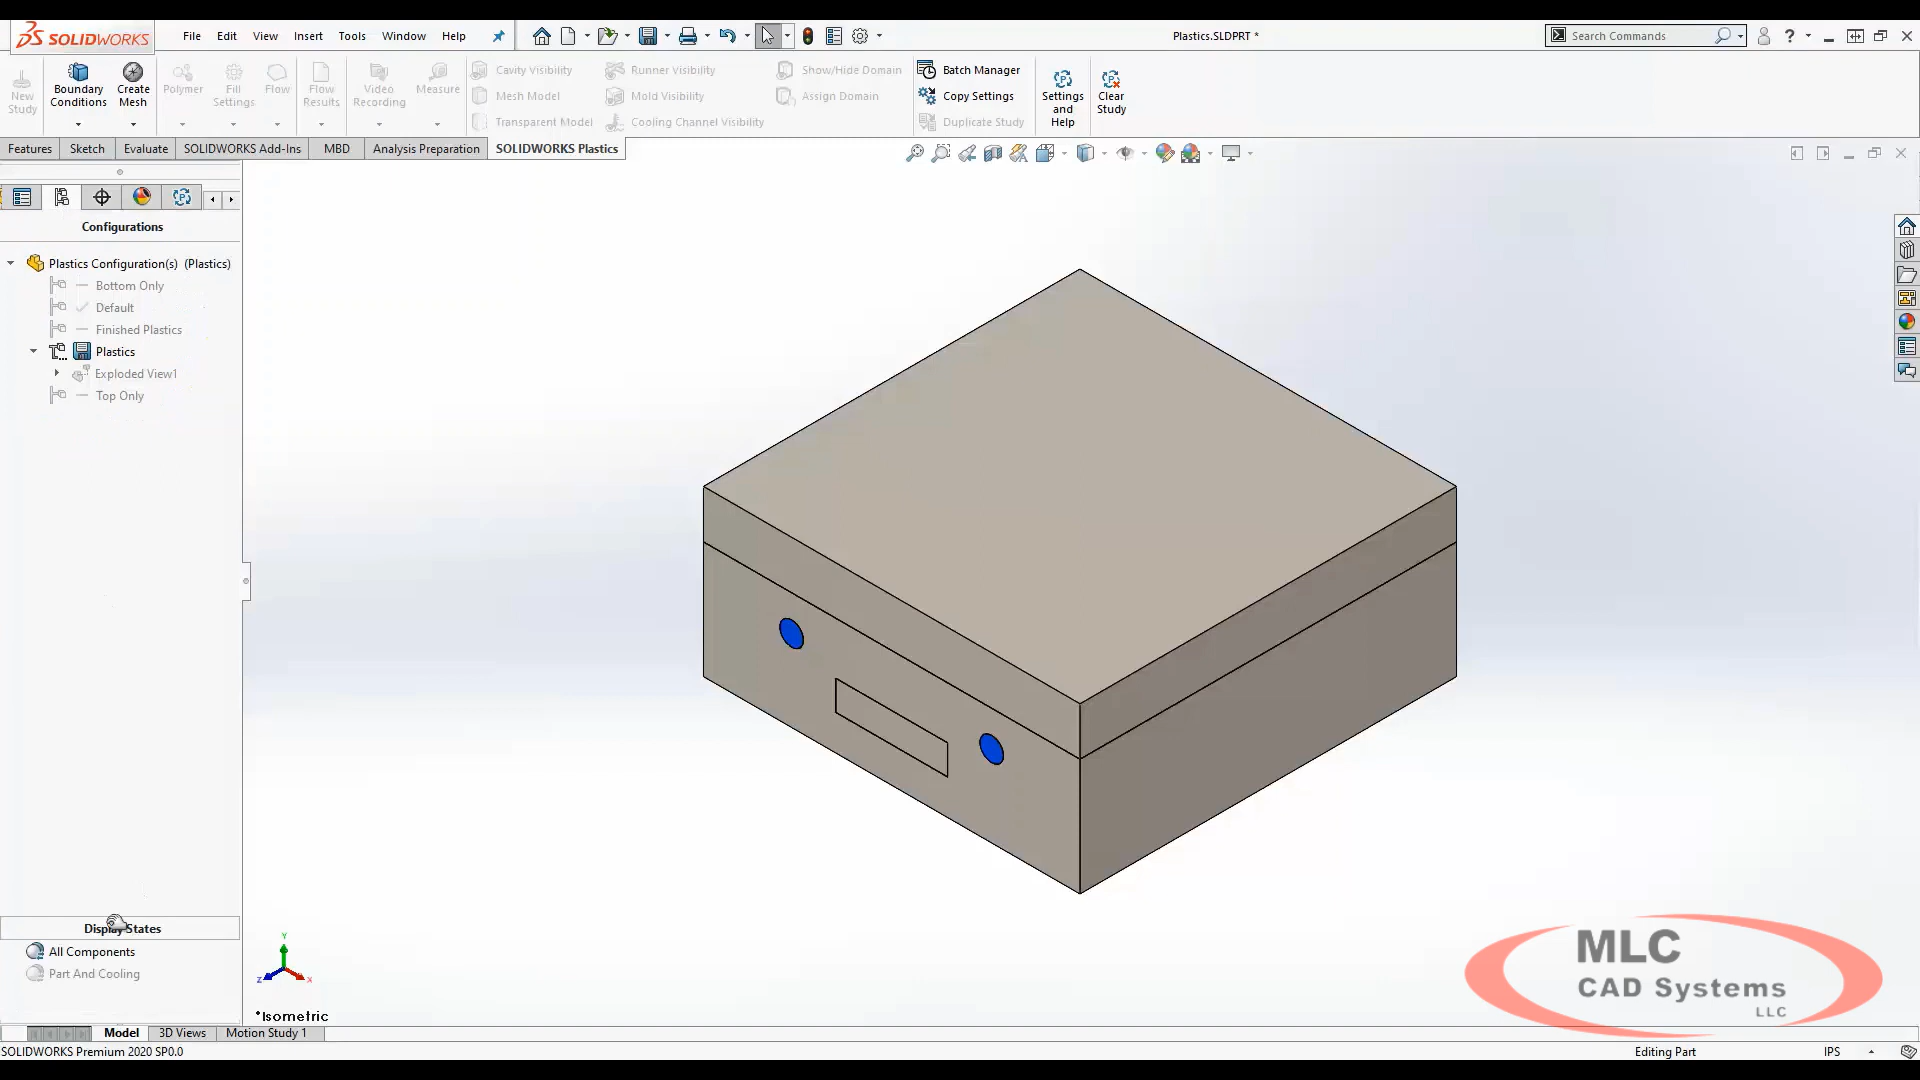 SOLIDWORKS File Edit View Insert Tools Window Help Plastics.SLDPRT * Search Commands ?
New Study Boundary Conditions Create Mesh Polymer Fill Settings Flow Flow Results Video Recording Measure
Cavity Visibility Runner Visibility Show/Hide Domain
Mesh Model Mold Visibility Assign Domain
Transparent Model Cooling Channel Visibility
Batch Manager
Copy Settings
Duplicate Study
Settings and Help
Clear Study
Features Sketch Evaluate SOLIDWORKS Add-Ins MBD Analysis Preparation SOLIDWORKS Plastics
Configurations
Plastics Configuration(s) (Plastics)
Bottom Only
Default
Finished Plastics
Plastics
Exploded View1
Top Only
Display States
All Components
Part And Cooling
Y
Z X
*Isometric
MLC
CAD Systems
LLC
Model 3D Views Motion Study 1
SOLIDWORKS Premium 2020 SP0.0 Editing Part IPS